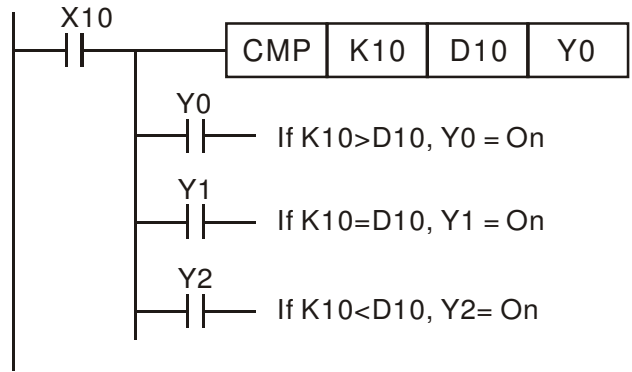 X10
CMP K10 D10 Y0
Y0
If K10>D10, Y0 = On
Y1
If K10=D10, Y1 = On
Y2
If K10<D10, Y2= On